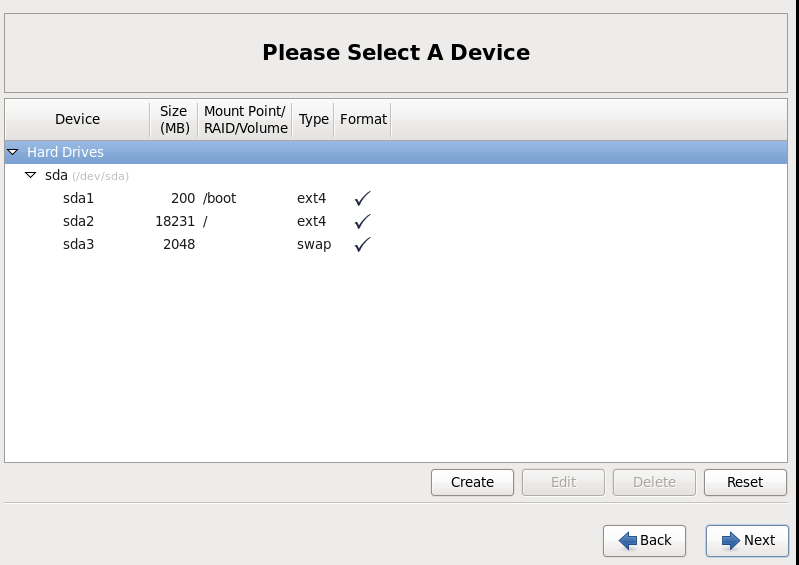 Please Select A Device
Device Size (MB) Mount Point/ RAID/Volume Type Format
Hard Drives
sda (/dev/sda)
sda1 200 /boot ext4 ✓
sda2 18231 / ext4 ✓
sda3 2048 swap ✓
Create Edit Delete Reset
Back Next